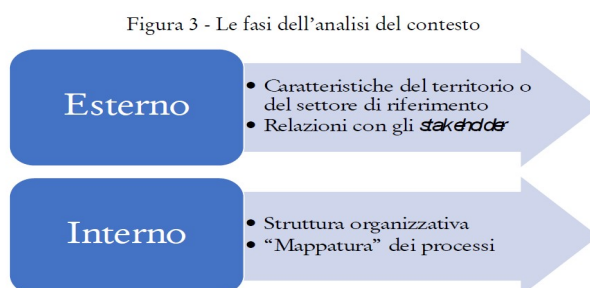 Figura 3 - Le fasi dell'analisi del contesto
Esterno
• Caratteristiche del territorio o
del settore di riferimento
• Relazioni con gli stakeholder
Interno
• Struttura organizzativa
• "Mappatura" dei processi